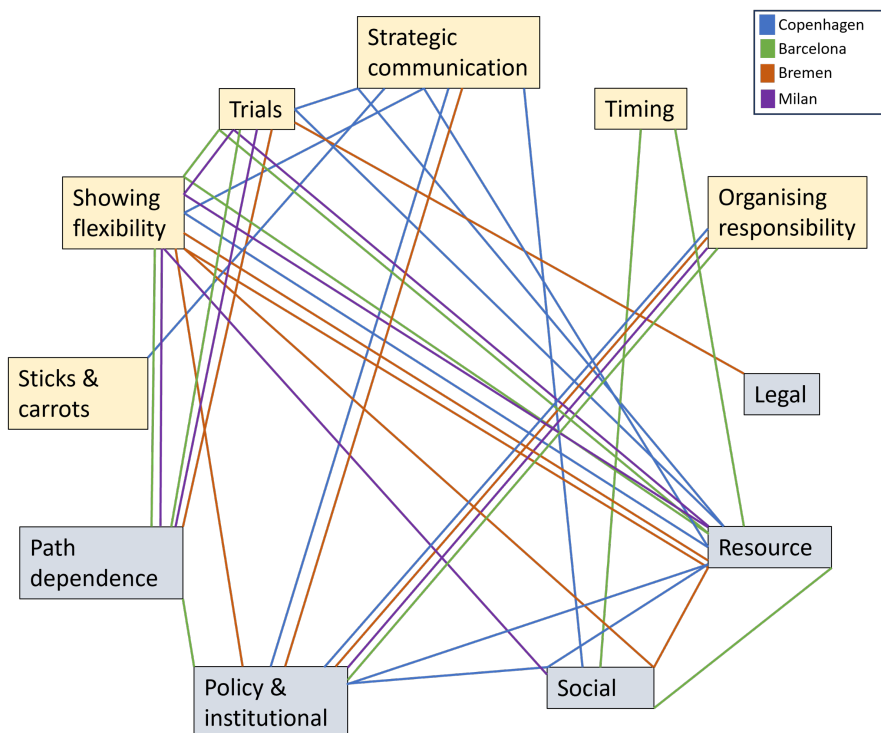 Strategic
communication
Copenhagen
Barcelona
Bremen
Milan
Trials
Timing
Showing
flexibility
Organising
responsibility
Sticks &
carrots
Legal
Path
dependence
Resource
Policy &
institutional
Social